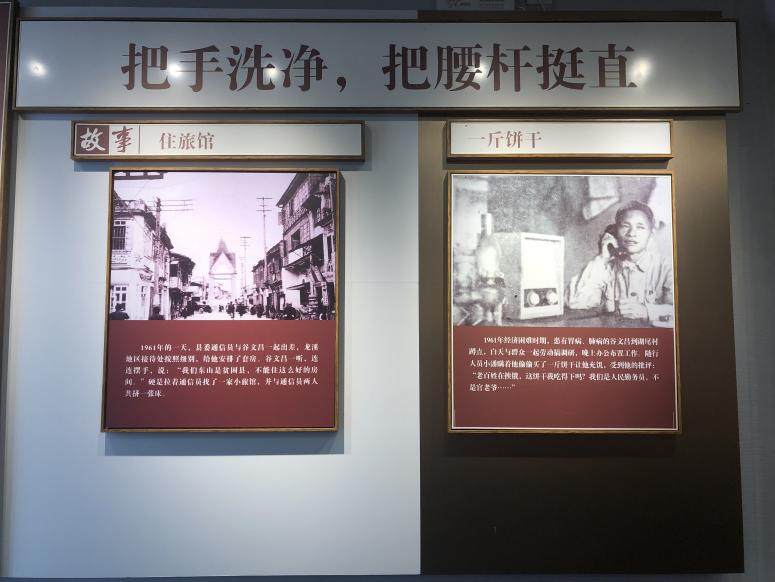 把手洗净，把腰杆挺直
故事 住旅馆
1961年的一天，县委通信员与谷文昌一起出差，龙溪
地区接待处按照级别，给他安排了套房。谷文昌一听，连
连摆手，说：“我们东山是贫困县，不能住这么好的房
间。”硬是拉着通信员找了一家小旅馆，并与通信员两人
共挤一张床。
一斤饼干
1961年经济困难时期，患有胃病、肺病的谷文昌到湖尾村
蹲点，白天与群众一起劳动搞调研，晚上办公布置工作。随行
人员小潘瞒着他偷偷买了一斤饼干让他充饥，受到他的批评：
“老百姓在挨饿，这饼干我吃得下吗？我们是人民勤务员，不
是官老爷……”